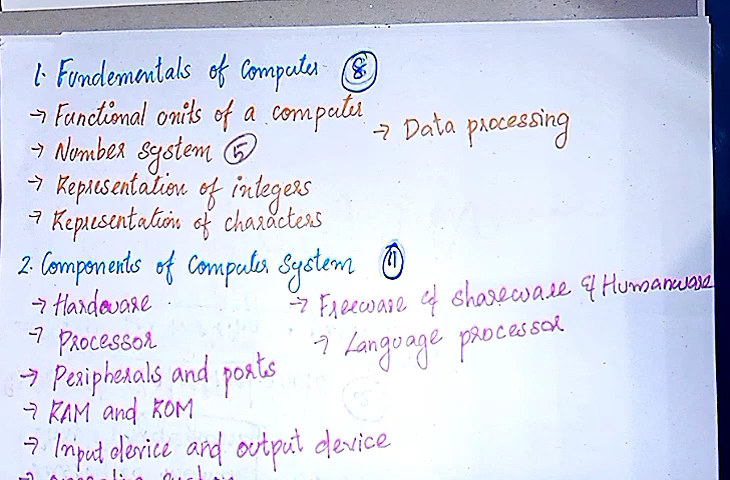 1. Fundementals of Computer 8
→ Functional units of a computer
→ Data processing
→ Number system 5
→ Representation of integers
→ Representation of characters
2. Components of Computer System 11
→ Hardware
→ Freeware & shareware & Humanware
→ Processor
→ Language processor
→ Peripherals and ports
→ RAM and ROM
→ Input device and output device